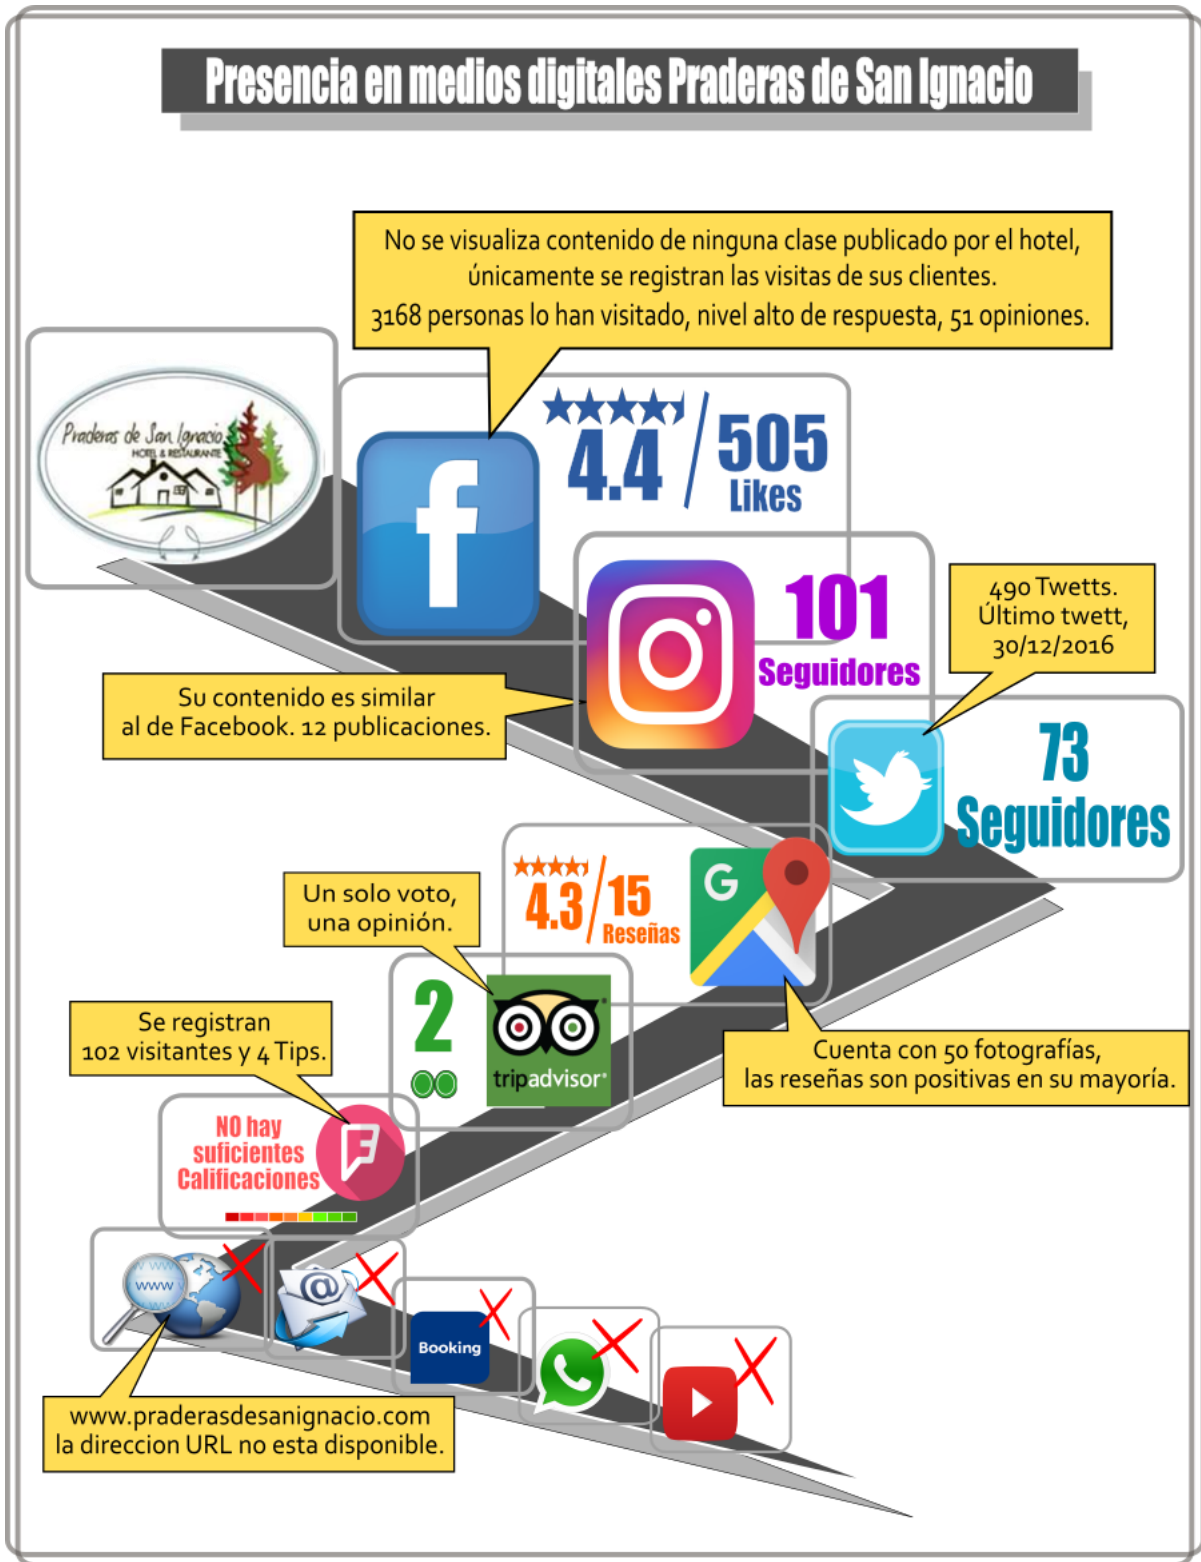 Presencia en medios digitales Praderas de San Ignacio
No se visualiza contenido de ninguna clase publicado por el hotel,
únicamente se registran las visitas de sus clientes.
3168 personas lo han visitado, nivel alto de respuesta, 51 opiniones.
Praderas de San Ignacio
HOTEL & RESTAURANTE
f
4.4
505
Likes
101
Seguidores
490 Twetts.
Último twett,
30/12/2016
Su contenido es similar
al de Facebook. 12 publicaciones.
73
Seguidores
4.3
15
Reseñas
G
Un solo voto,
una opinión.
2
tripadvisor®
Cuenta con 50 fotografías,
las reseñas son positivas en su mayoría.
Se registran
102 visitantes y 4 Tips.
NO hay
suficientes
Calificaciones
F
www
@
Booking
www.praderasdesanignacio.com
la direccion URL no esta disponible.